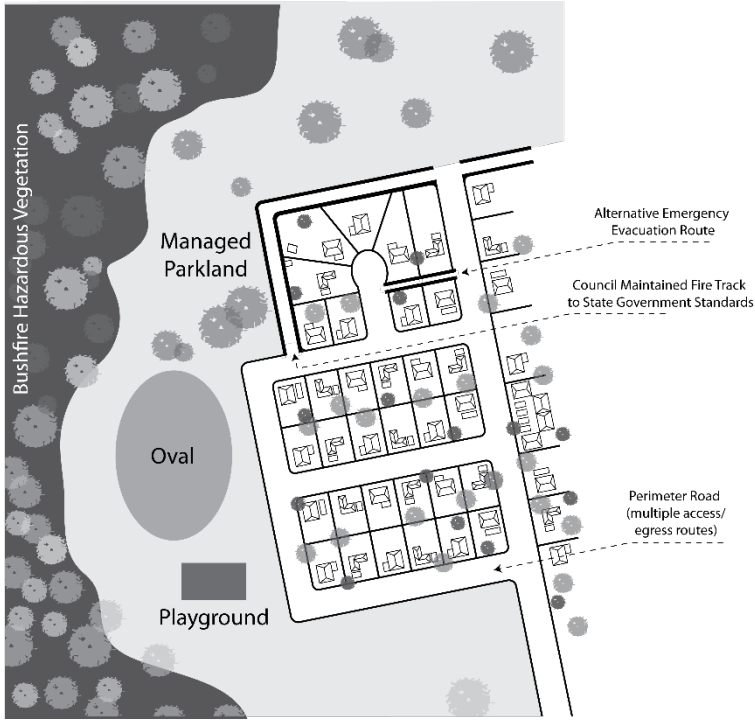 Bushfire Hazardous Vegetation
Managed
Parkland
Alternative Emergency
Evacuation Route
Council Maintained Fire Track
to State Government Standards
Oval
Perimeter Road
(multiple access/
egress routes)
Playground